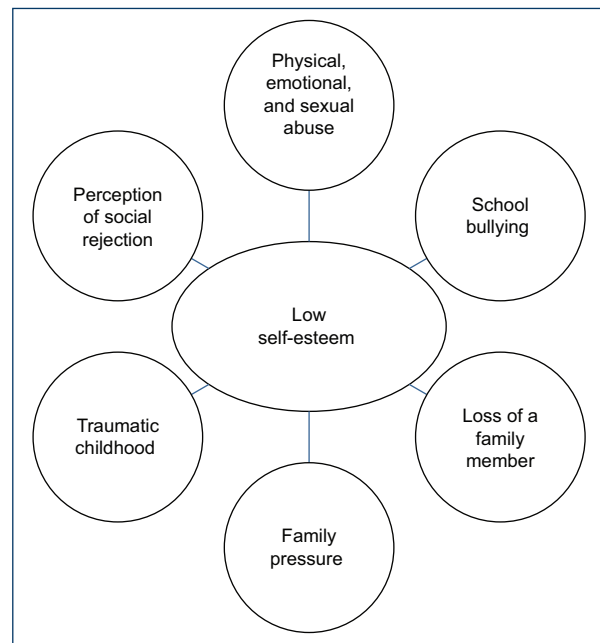 Physical,
emotional,
and sexual
abuse
Perception
of social
rejection
School
bullying
Low
self-esteem
Traumatic
childhood
Loss of a
family
member
Family
pressure